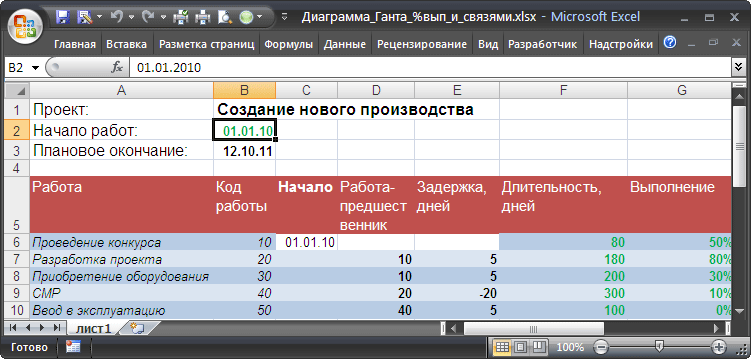 Диаграмма_Ганта_%вып_и_связями.xlsx - Microsoft Excel
Главная Вставка Разметка страниц Формулы Данные Рецензирование Вид Разработчик Надстройки
B2 fx 01.01.2010
A B C D E F G
1 Проект: Создание нового производства
2 Начало работ: 01.01.10
3 Плановое окончание: 12.10.11
4
5 Работа Код работы Начало Работа-предшественник Задержка, дней Длительность, дней Выполнение
6 Проведение конкурса 10 01.01.10 80 50%
7 Разработка проекта 20 10 5 180 80%
8 Приобретение оборудования 30 10 5 200 30%
9 СМР 40 20 -20 300 10%
10 Ввод в эксплуатацию 50 40 5 100 0%
лист1
Готово 100%